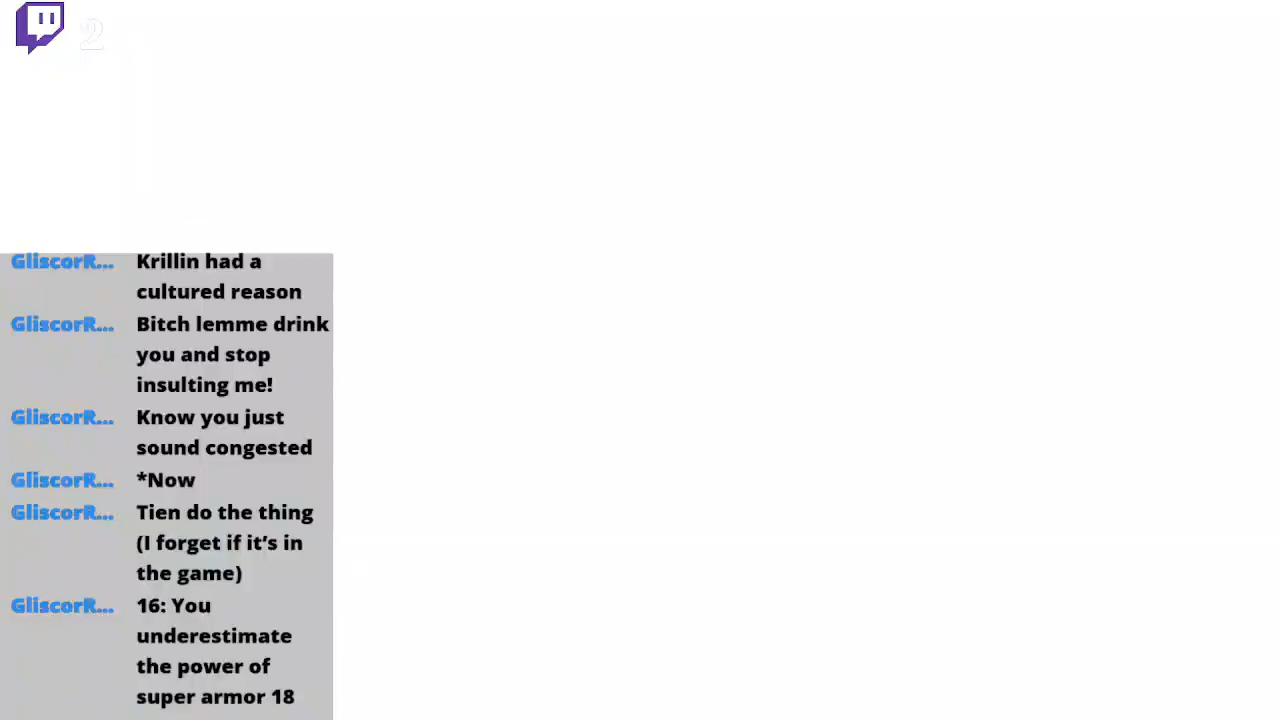 2
GliscorR... Krillin had a
cultured reason
GliscorR... Bitch lemme drink
you and stop
insulting me!
GliscorR... Know you just
sound congested
GliscorR... *Now
GliscorR... Tien do the thing
(I forget if it’s in
the game)
GliscorR... 16: You
underestimate
the power of
super armor 18